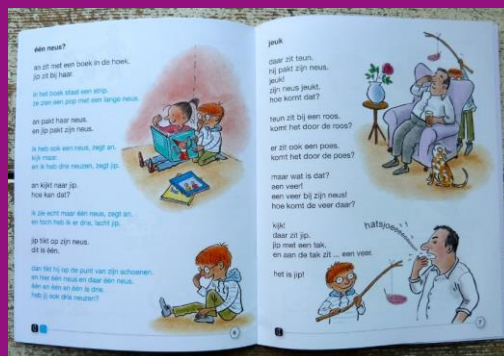 één neus?
an zit met een boek in de hoek.
jip zit bij haar.
in het boek staat een strip.
ze zien een pop met een lange neus.
an pakt haar neus.
en jip pakt zijn neus.
ik heb ook een neus, zegt an.
kijk maar.
en ik heb drie neuzen, zegt jip.
an kijkt naar jip.
hoe kan dat?
ik zie echt maar één neus, zegt an.
en toch heb ik er drie, lacht jip.
jip tikt op zijn neus.
dit is één.
dan tikt hij op de punt van zijn schoenen.
en hier één neus en daar één neus.
één en één en één is drie.
heb jij ook drie neuzen?
6
jeuk
daar zit teun.
hij pakt zijn neus.
jeuk!
zijn neus jeukt.
hoe komt dat?
teun zit bij een roos.
komt het door de roos?
er zit ook een poes.
komt het door de poes?
maar wat is dat?
een veer!
een veer bij zijn neus!
hoe komt de veer daar?
kijk!
daar zit jip.
jip met een tak.
en aan de tak zit ... een veer.
het is jip!
7